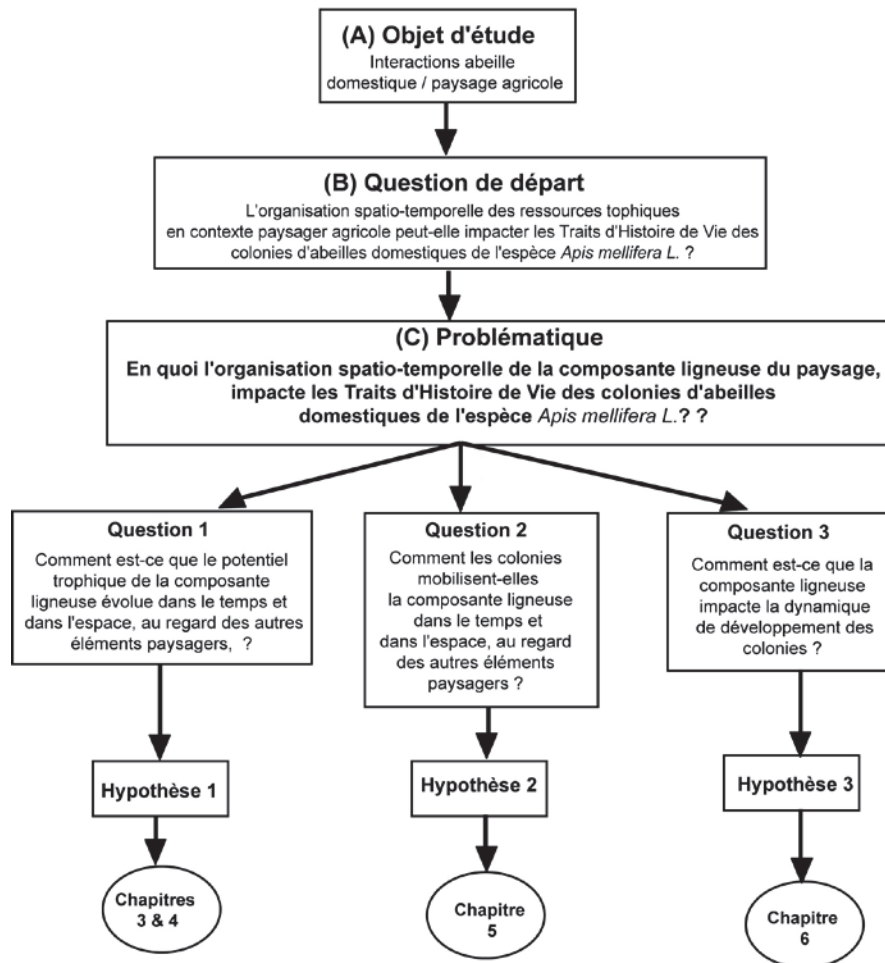 (A) Objet d'étude
Interactions abeille
domestique / paysage agricole
(B) Question de départ
L'organisation spatio-temporelle des ressources tophiques
en contexte paysager agricole peut-elle impacter les Traits d'Histoire de Vie des
colonies d'abeilles domestiques de l'espèce Apis mellifera L. ?
(C) Problématique
En quoi l'organisation spatio-temporelle de la composante ligneuse du paysage,
impacte les Traits d'Histoire de Vie des colonies d'abeilles
domestiques de l'espèce Apis mellifera L.? ?
Question 1
Comment est-ce que le potentiel
trophique de la composante
ligneuse évolue dans le temps et
dans l'espace, au regard des autres
éléments paysagers, ?
Question 2
Comment les colonies
mobilisent-elles
la composante ligneuse
dans le temps et
dans l'espace, au regard
des autres éléments
paysagers ?
Question 3
Comment est-ce que la
composante ligneuse
impacte la dynamique
de développement des
colonies ?
Hypothèse 1
Hypothèse 2
Hypothèse 3
Chapitres
3 & 4
Chapitre
5
Chapitre
6